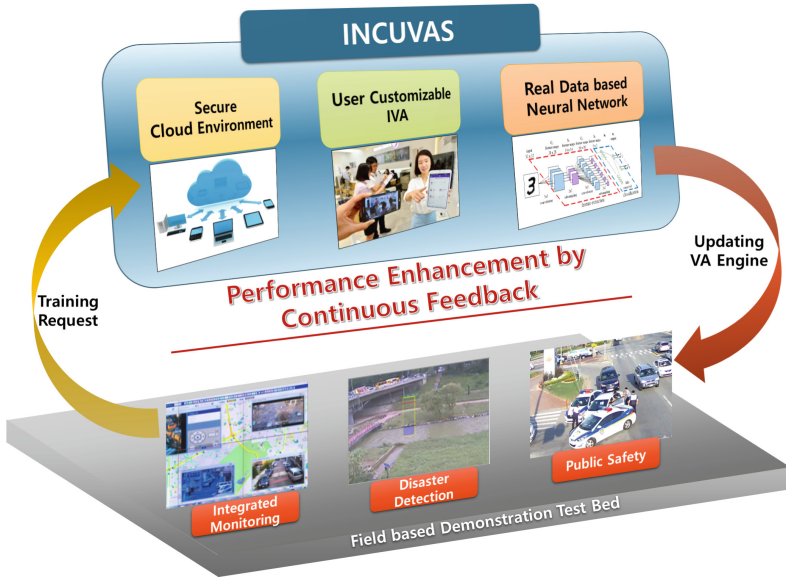 INCUVAS
Secure
Cloud Environment
User Customizable
IVA
Real Data based
Neural Network
3
Training
Request
Updating
VA Engine
Performance Enhancement by
Continuous Feedback
Integrated
Monitoring
Disaster
Detection
Public Safety
Field based Demonstration Test Bed